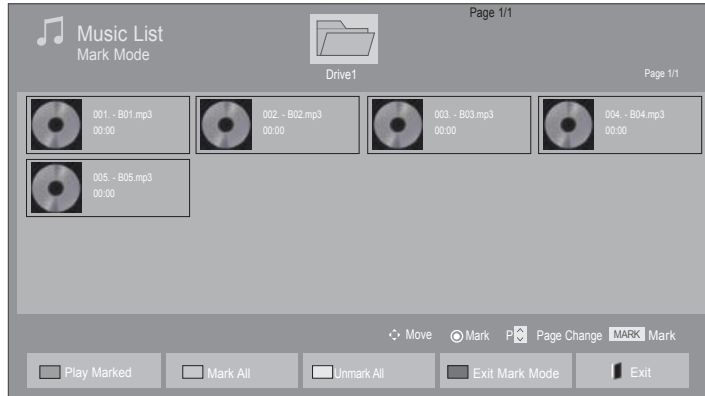 Page 1/1
Music List
Mark Mode
Drive1
Page 1/1
001. - B01.mp3
00:00
002. - B02.mp3
00:00
003. - B03.mp3
00:00
004. - B04.mp3
00:00
005. - B05.mp3
00:00
Move Mark P Page Change MARK Mark
Play Marked Mark All Unmark All Exit Mark Mode Exit